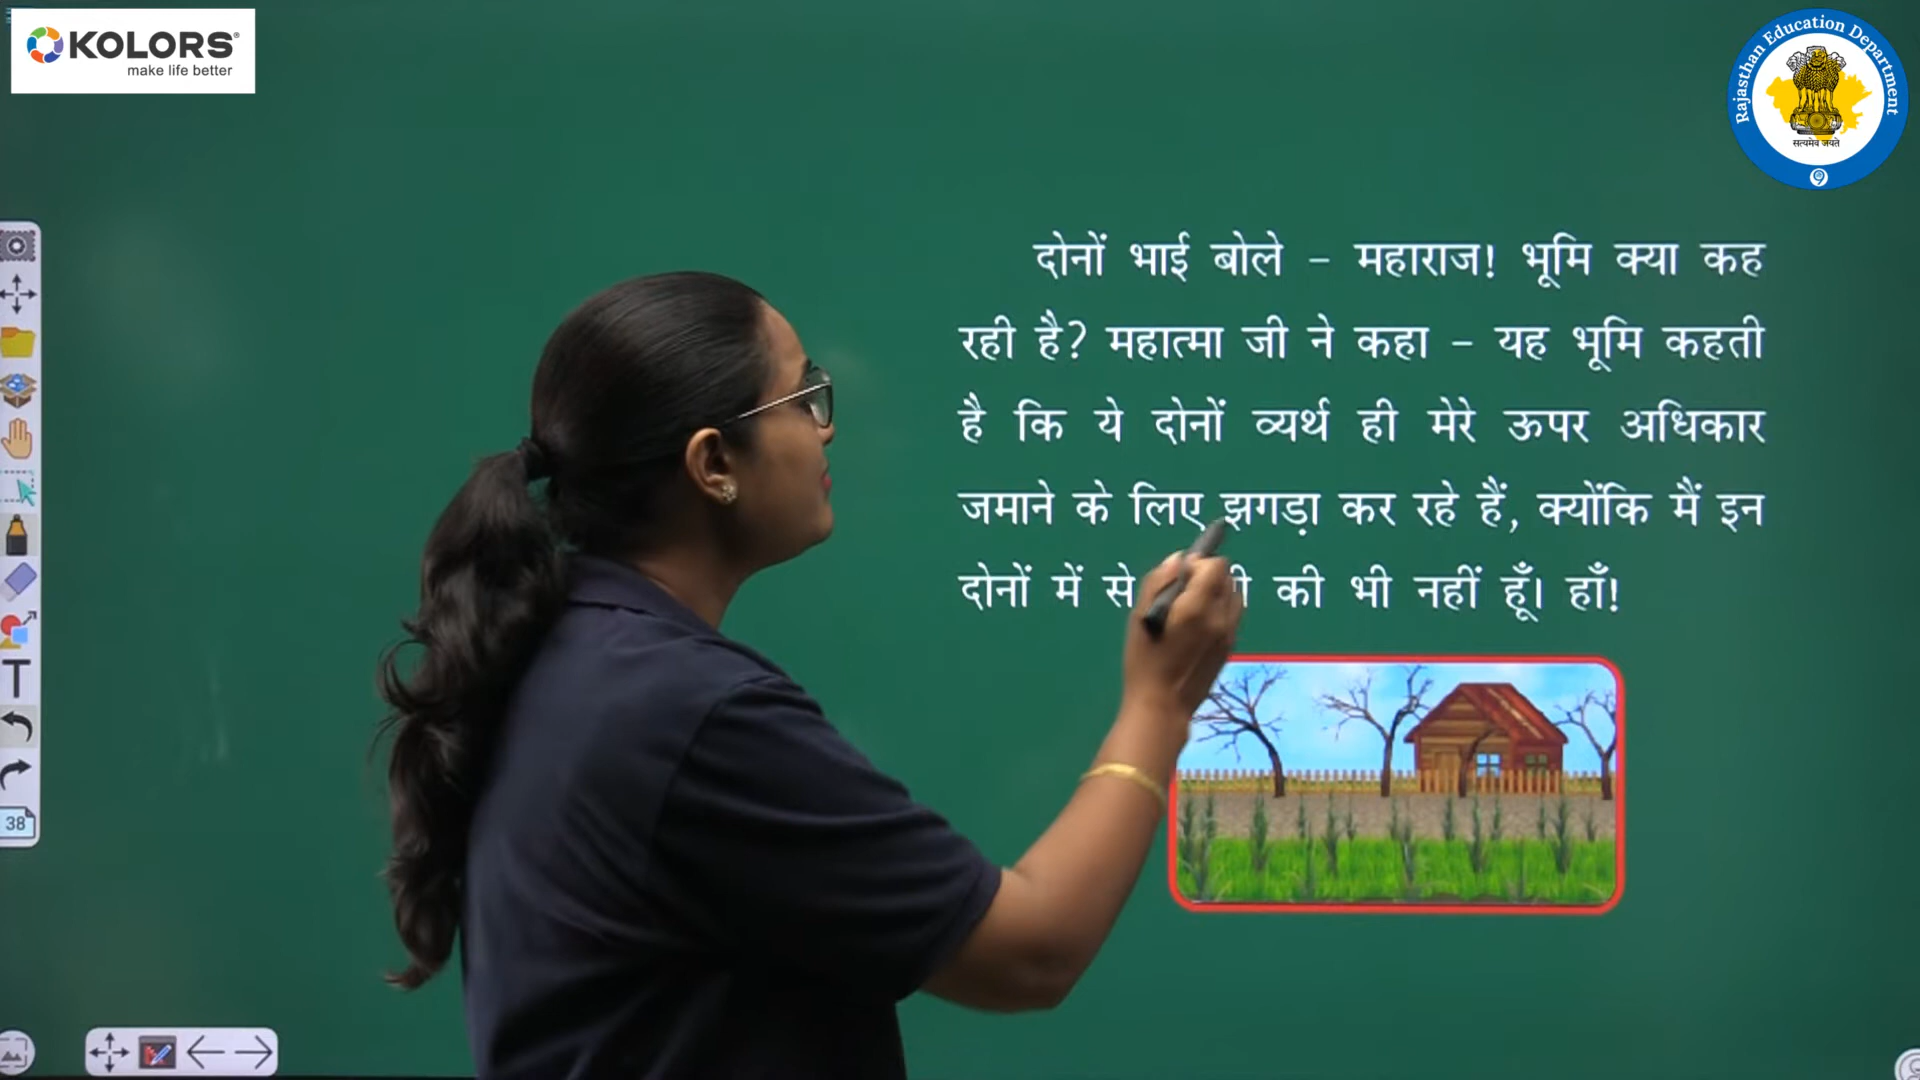 KOLORS
make life better
Rajasthan Education Department
सत्यमेव जयते
दोनों भाई बोले – महाराज! भूमि क्या कह
रही है? महात्मा जी ने कहा – यह भूमि कहती
है कि ये दोनों व्यर्थ ही मेरे ऊपर अधिकार
जमाने के लिए झगड़ा कर रहे हैं, क्योंकि मैं इन
दोनों में से की भी नहीं हूँ। हाँ!
T
38